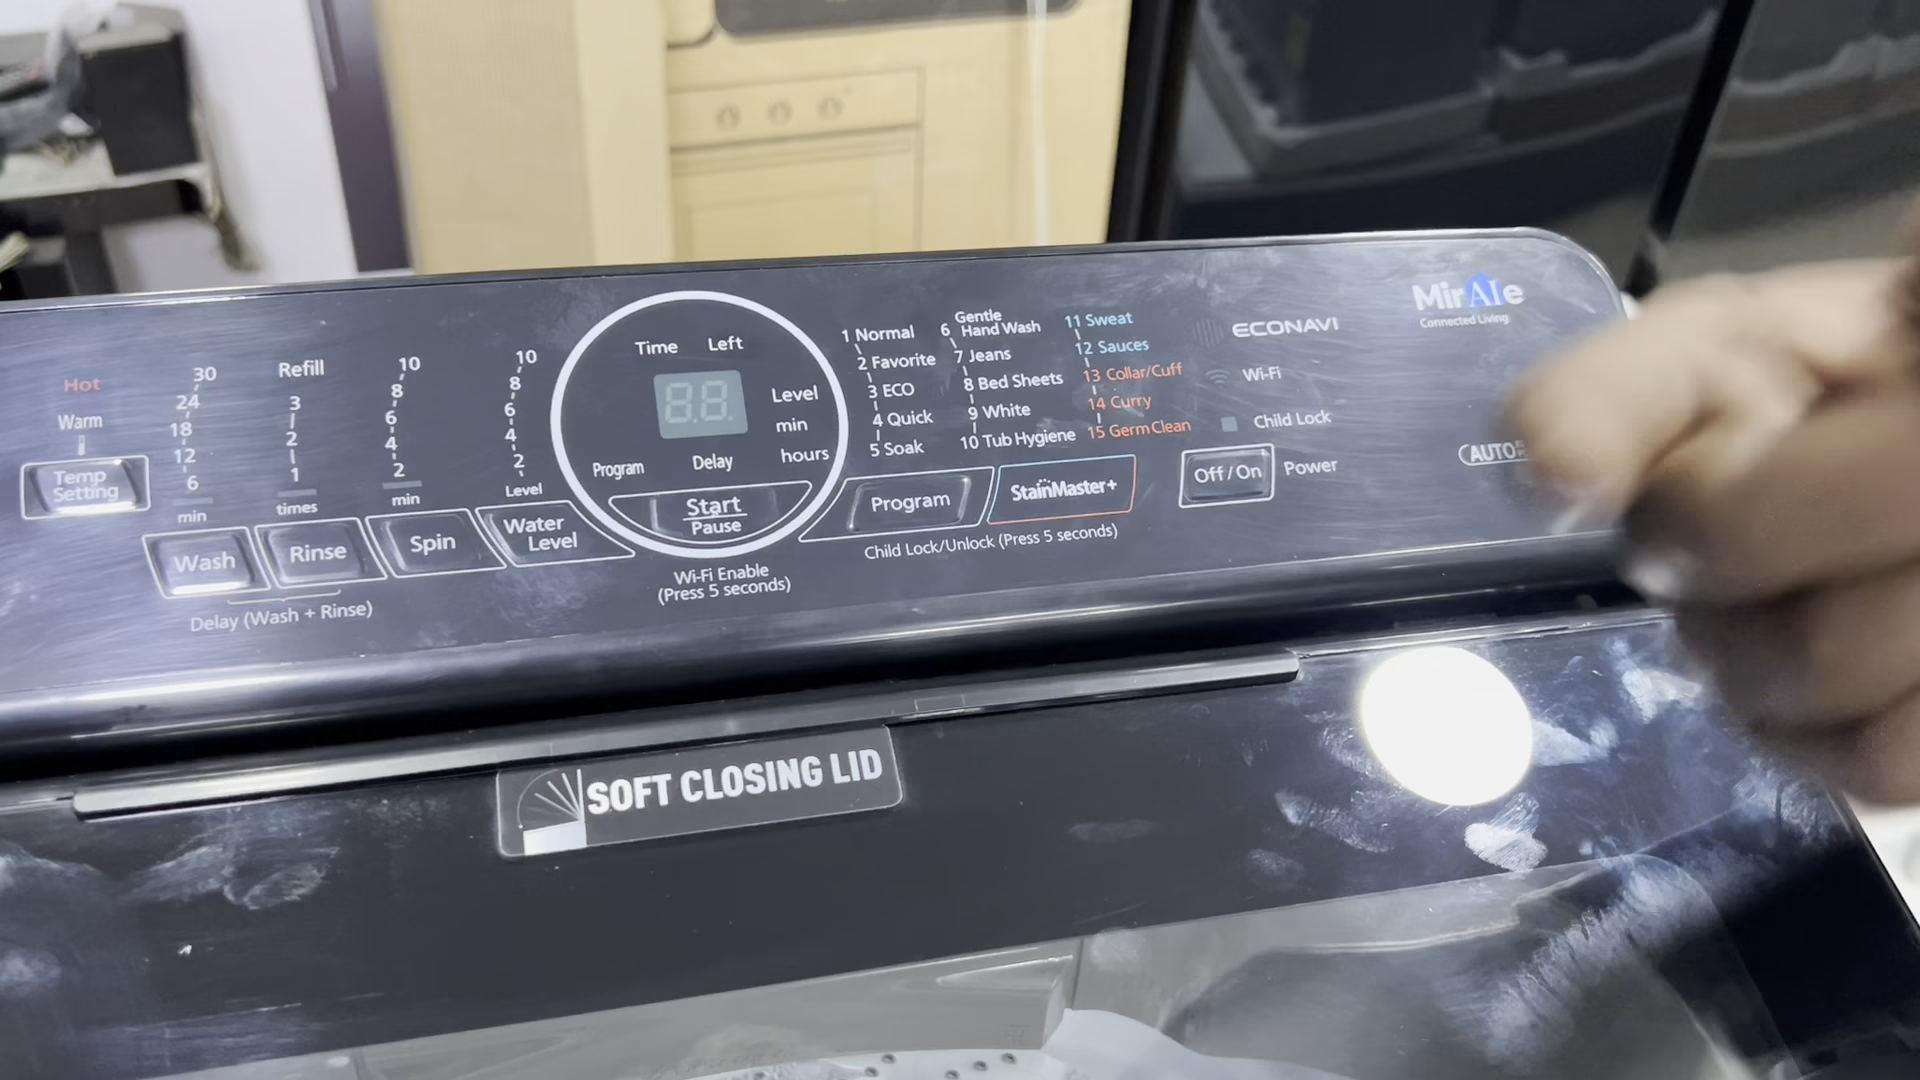 Hot
Warm
Temp
Setting
30
24
18
12
6
min
Wash
Refill
3
2
1
times
Rinse
Delay (Wash + Rinse)
10
8
6
4
2
min
Spin
10
8
6
4
2
Level
Water
Level
Time Left
88
Level
min
hours
Program
Delay
Start
Pause
Wi-Fi Enable
(Press 5 seconds)
1 Normal
2 Favorite
3 ECO
4 Quick
5 Soak
6 Gentle
Hand Wash
7 Jeans
8 Bed Sheets
9 White
10 Tub Hygiene
11 Sweat
12 Sauces
13 Collar/Cuff
14 Curry
15 Germ Clean
Program
StainMaster+
Child Lock/Unlock (Press 5 seconds)
ECONAVI
Wi-Fi
Child Lock
Off/On
Power
MirAIe
Connected Living
AUTO
SOFT CLOSING LID